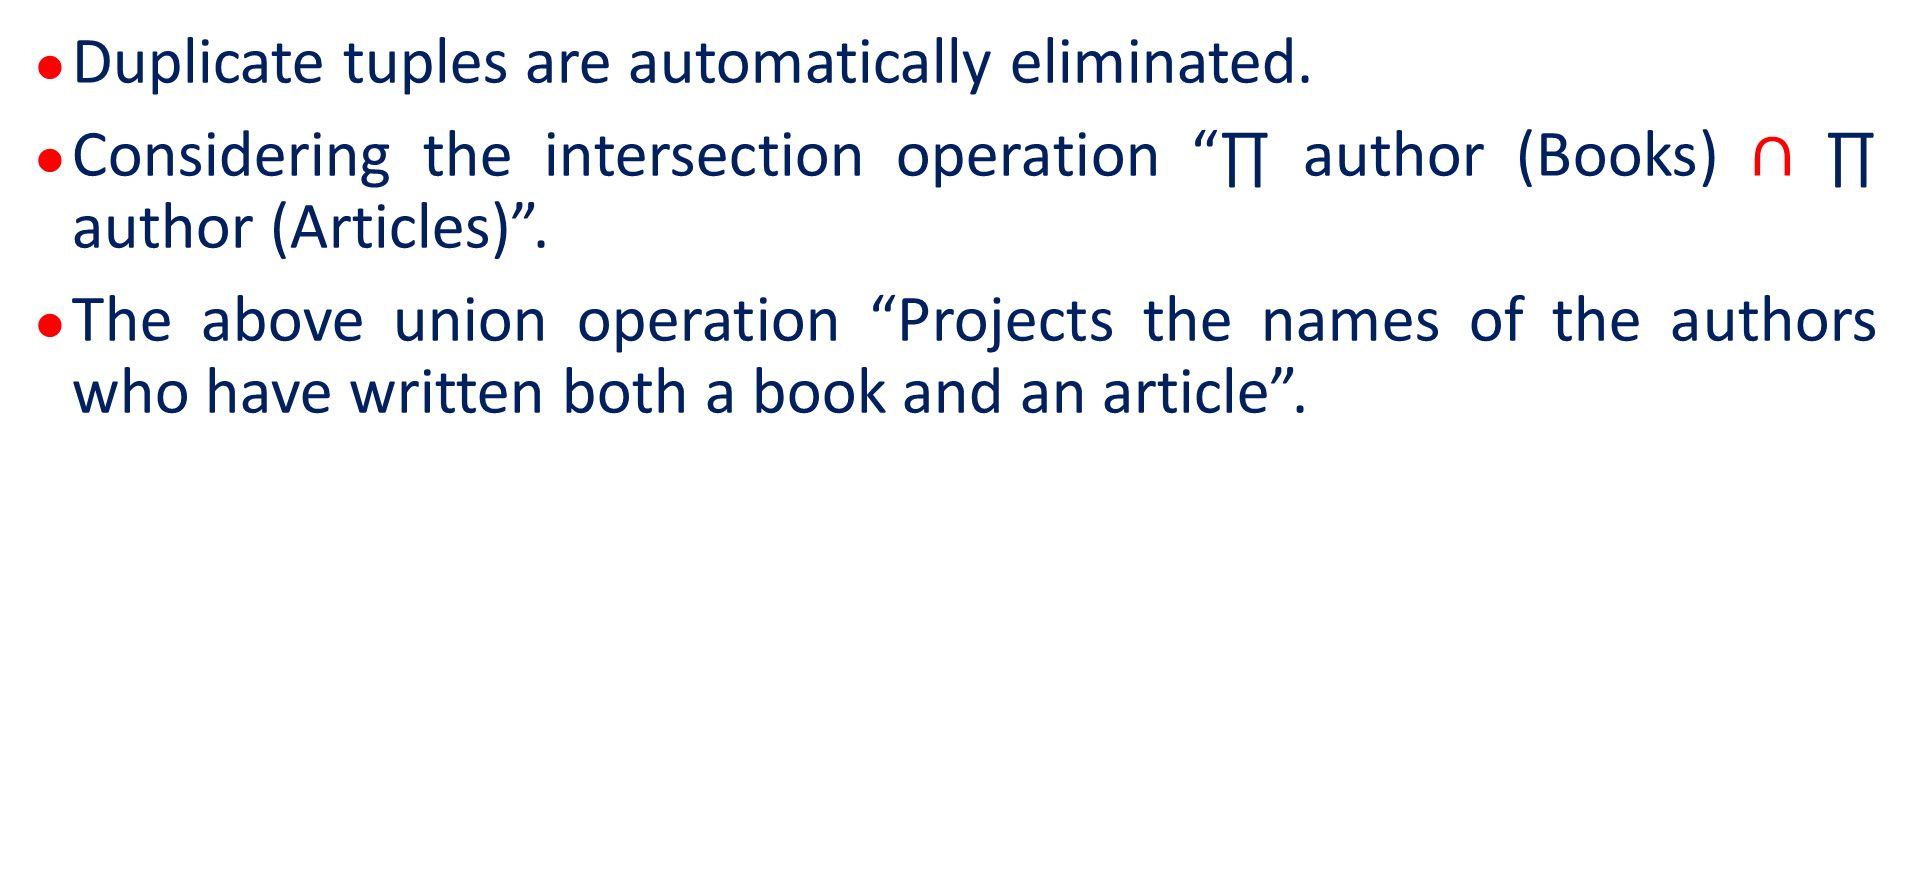 • Duplicate tuples are automatically eliminated.
• Considering the intersection operation “∏ author (Books) ∩ ∏
author (Articles)”.
• The above union operation “Projects the names of the authors
who have written both a book and an article”.